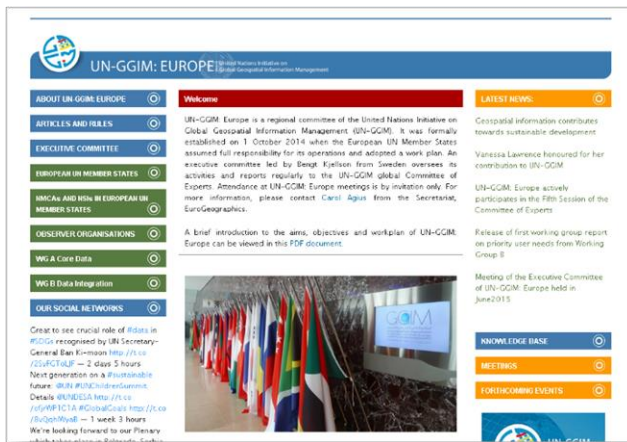 UN-GGIM: EUROPE
United Nations Initiative on
Global Geospatial Information Management
ABOUT UN-GGIM: EUROPE
ARTICLES AND RULES
EXECUTIVE COMMITTEE
EUROPEAN UN MEMBER STATES
NMCAs AND NSIs IN EUROPEAN UN
MEMBER STATES
OBSERVER ORGANISATIONS
WG A Core Data
WG B Data Integration
OUR SOCIAL NETWORKS
Great to see crucial role of #data in
#SDGs recognised by UN Secretary-
General Ban Ki-moon http://t.co
— 2 days 5 hours
Next generation on a #sustainable
future: @UN #UNChildrenSummit.
Details @UNDESA http://t.co
#GlobalGoals http://t.co
— 1 week 3 hours
We're looking forward to our Plenary
Welcome
UN-GGIM: Europe is a regional committee of the United Nations Initiative on
Global Geospatial Information Management (UN-GGIM). It was formally
established on 1 October 2014 when the European UN Member States
assumed full responsibility for its operations and adopted a work plan. An
executive committee led by Bengt Kjellson from Sweden oversees its
activities and reports regularly to the UN-GGIM global Committee of
Experts. Attendance at UN-GGIM: Europe meetings is by invitation only. For
more information, please contact Carol Agius from the Secretariat,
EuroGeographics.
A brief introduction to the aims, objectives and workplan of UN-GGIM:
Europe can be viewed in this PDF document.
GGIM
LATEST NEWS:
Geospatial information contributes
towards sustainable development
Vanessa Lawrence honoured for her
contribution to UN-GGIM
UN-GGIM: Europe actively
participates in the Fifth Session of the
Committee of Experts
Release of first working group report
on priority user needs from Working
Group B
Meeting of the Executive Committee
of UN-GGIM: Europe held in
June2015
KNOWLEDGE BASE
MEETINGS
FORTHCOMING EVENTS